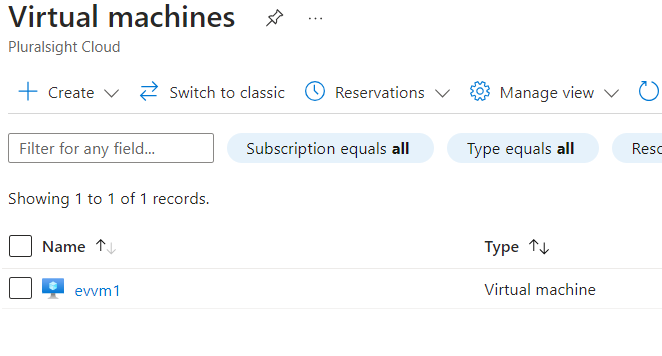 Virtual machines
Pluralsight Cloud
Create Switch to classic Reservations Manage view
Filter for any field... Subscription equals all Type equals all
Showing 1 to 1 of 1 records.
Name Type
evvm1 Virtual machine